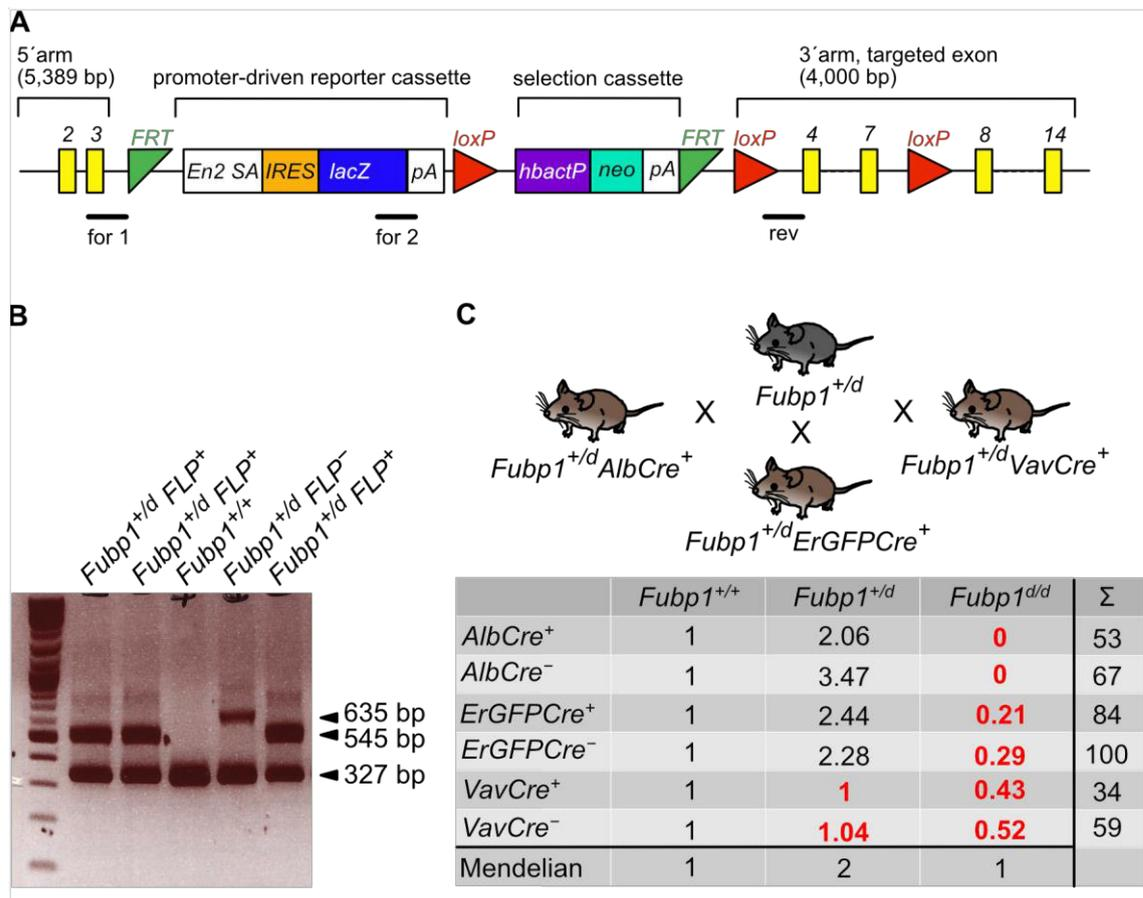 A
5´arm
(5,389 bp)
promoter-driven reporter cassette
selection cassette
3´arm, targeted exon
(4,000 bp)
2 3 FRT loxP FRT loxP 4 7 loxP 8 14
En2 SA IRES lacZ pA hbactP neo pA
for 1 for 2 rev
B
Fubp1+/d FLP+
Fubp1+/d FLP+
Fubp1+/+
Fubp1+/d FLP−
Fubp1+/d FLP+
635 bp
545 bp
327 bp
C
Fubp1+/d
X X
X
Fubp1+/d AlbCre+ Fubp1+/d VavCre+
Fubp1+/d ErGFPCre+
Fubp1+/+ Fubp1+/d Fubp1d/d Σ
AlbCre+ 1 2.06 0 53
AlbCre− 1 3.47 0 67
ErGFPCre+ 1 2.44 0.21 84
ErGFPCre− 1 2.28 0.29 100
VavCre+ 1 1 0.43 34
VavCre− 1 1.04 0.52 59
Mendelian 1 2 1